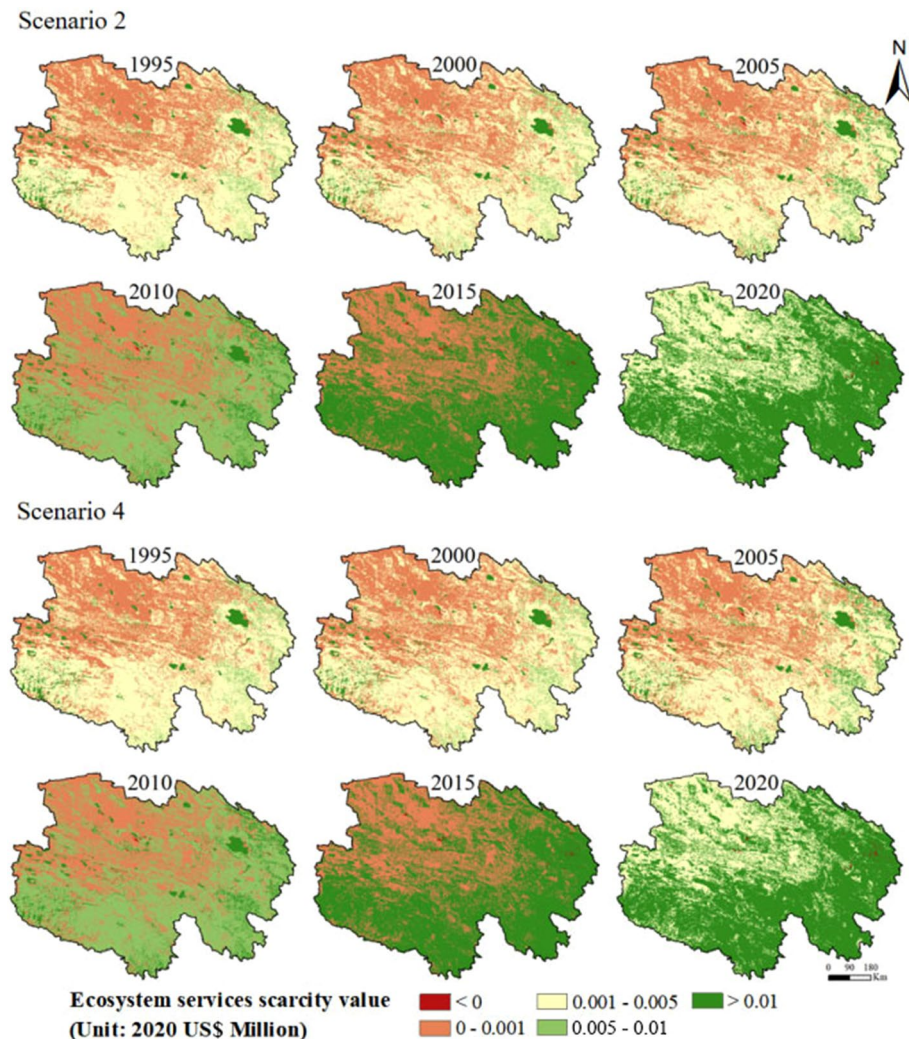 Scenario 2
N
1995
2000
2005
2010
2015
2020
Scenario 4
1995
2000
2005
2010
2015
2020
0 90 180
Km
Ecosystem services scarcity value
(Unit: 2020 US$ Million)
< 0
0.001 - 0.005
> 0.01
0 - 0.001
0.005 - 0.01